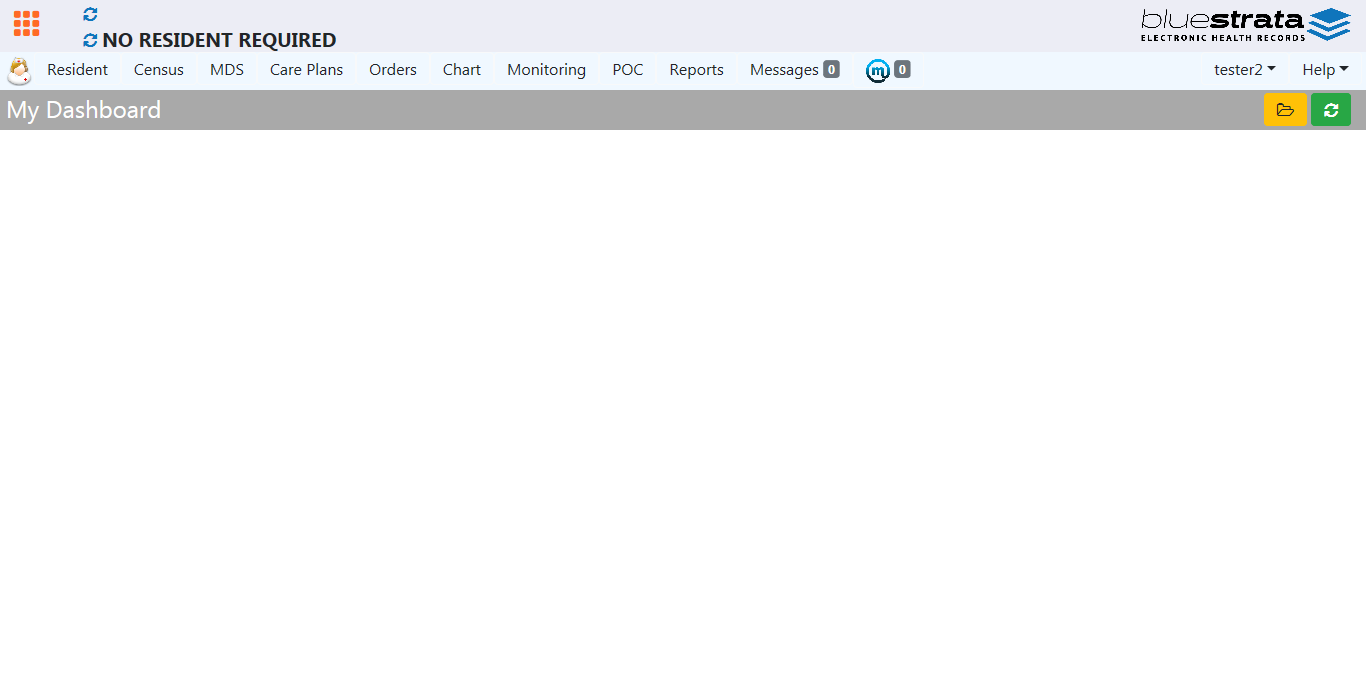 bluestrata
ELECTRONIC HEALTH RECORDS
NO RESIDENT REQUIRED
Resident Census MDS Care Plans Orders Chart Monitoring POC Reports Messages 0 m 0 tester2 Help
My Dashboard